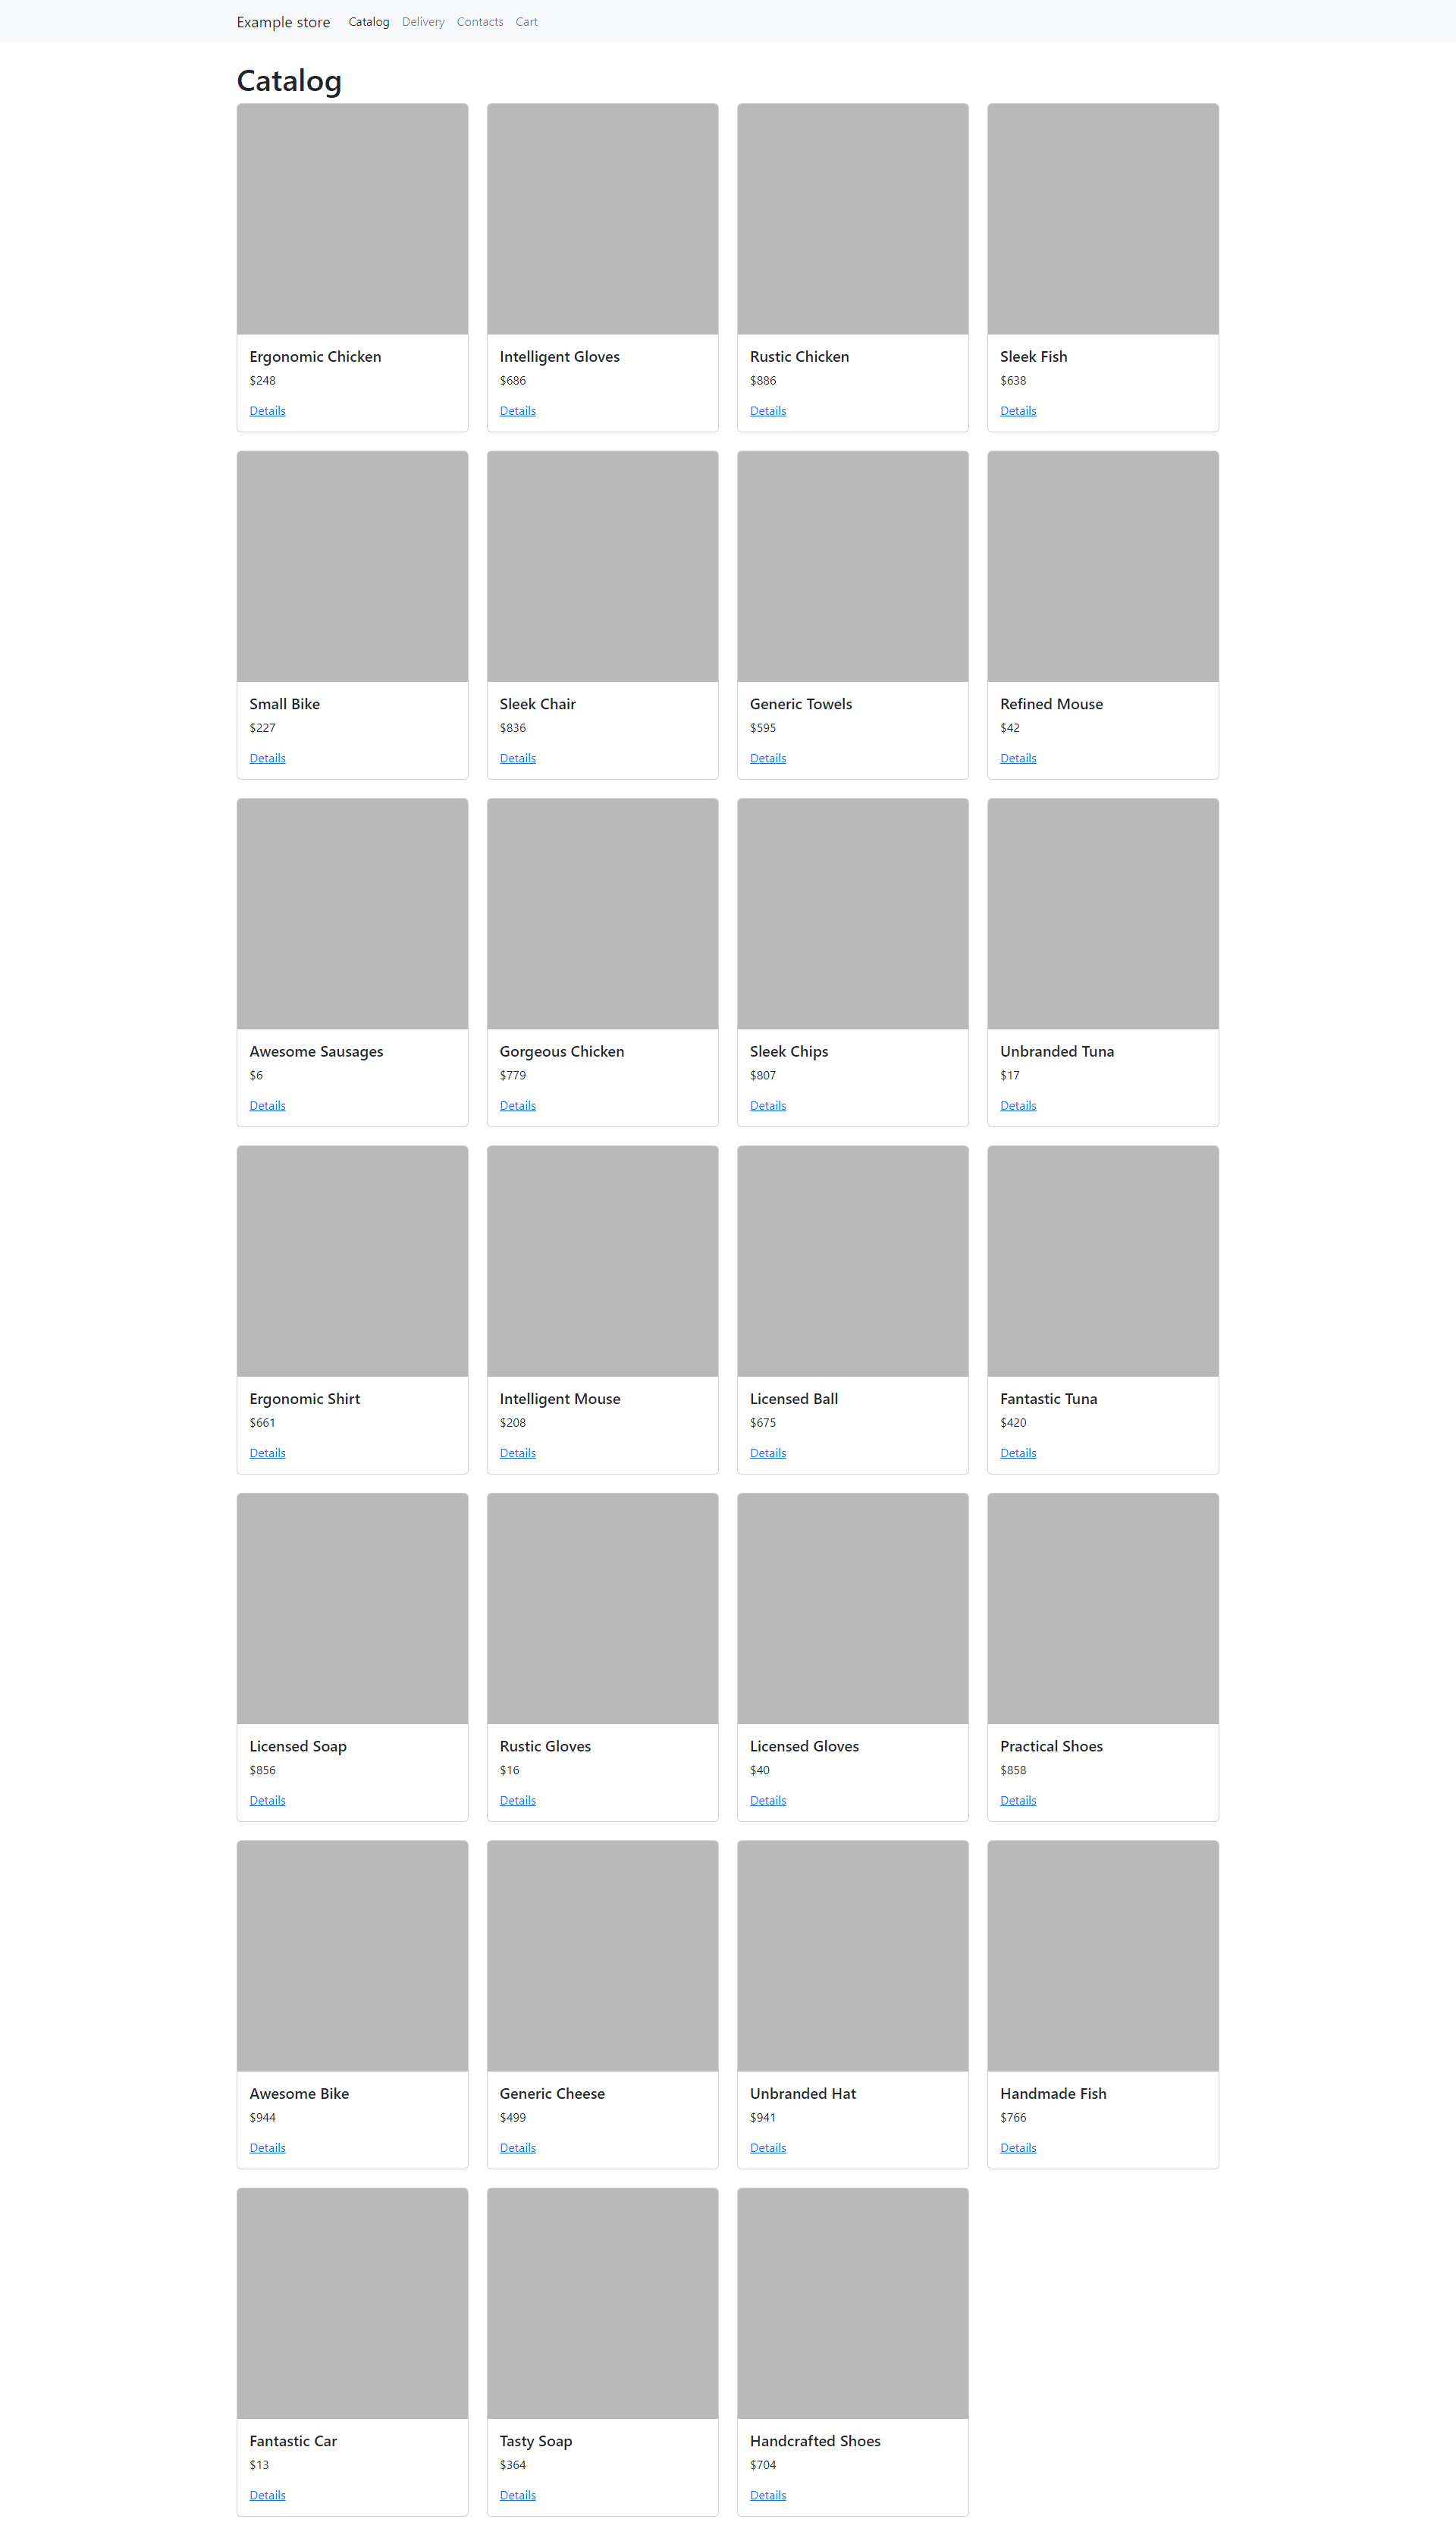 Example store Catalog Delivery Contacts Cart
Catalog
Ergonomic Chicken Intelligent Gloves Rustic Chicken Sleek Fish
$248 $686 $886 $638
Details Details Details Details
Small Bike Sleek Chair Generic Towels Refined Mouse
$227 $836 $595 $42
Details Details Details Details
Awesome Sausages Gorgeous Chicken Sleek Chips Unbranded Tuna
$6 $779 $807 $17
Details Details Details Details
Ergonomic Shirt Intelligent Mouse Licensed Ball Fantastic Tuna
$661 $208 $675 $420
Details Details Details Details
Licensed Soap Rustic Gloves Licensed Gloves Practical Shoes
$856 $16 $40 $858
Details Details Details Details
Awesome Bike Generic Cheese Unbranded Hat Handmade Fish
$944 $499 $941 $766
Details Details Details Details
Fantastic Car Tasty Soap Handcrafted Shoes
$13 $364 $704
Details Details Details